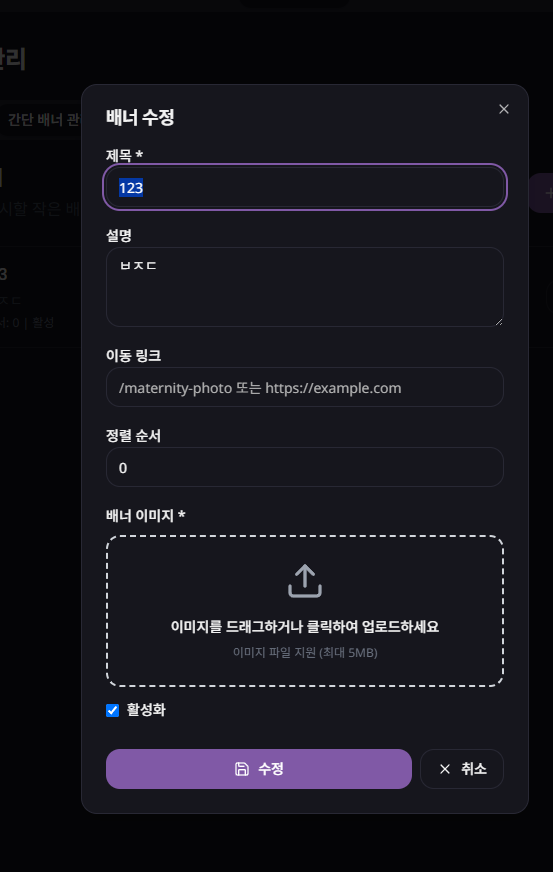 관리
간단 배너 관
시할 작은 배
3
ㅈㄷ
서: 0 | 활성
배너 수정
제목 *
123
설명
ㅂㅈㄷ
이동 링크
/maternity-photo 또는 https://example.com
정렬 순서
0
배너 이미지 *
이미지를 드래그하거나 클릭하여 업로드하세요
이미지 파일 지원 (최대 5MB)
활성화
수정
취소